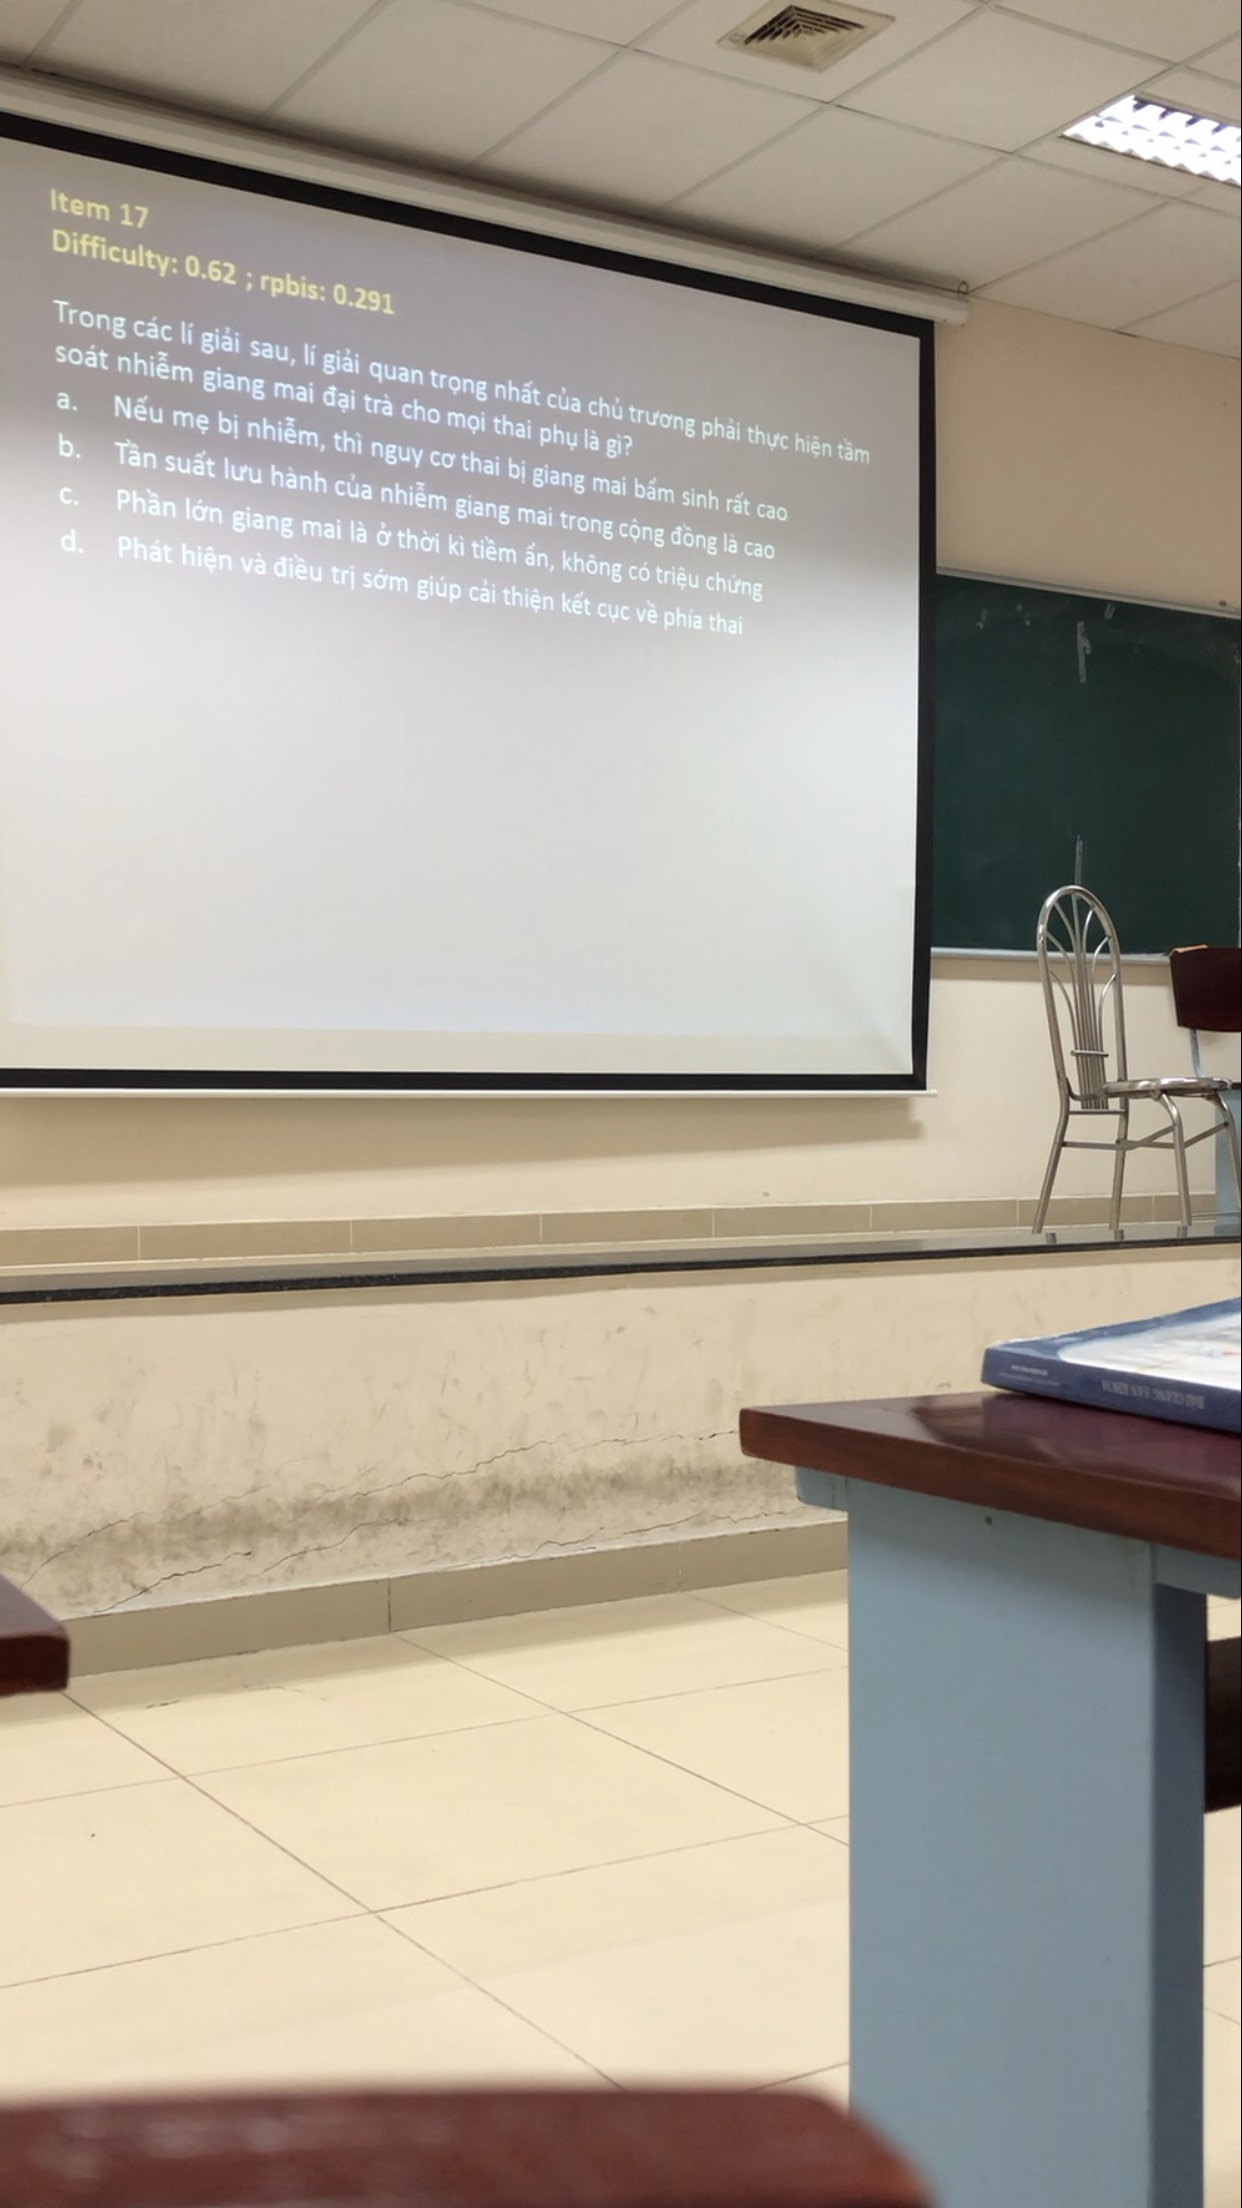 Item 17
Difficulty: 0.62 ; rpbis: 0.291
Trong các lí giải sau, lí giải quan trọng nhất của chủ trương phải thực hiện tầm
soát nhiễm giang mai đại trà cho mọi thai phụ là gì?
a. Nếu mẹ bị nhiễm, thì nguy cơ thai bị giang mai bẩm sinh rất cao
b. Tần suất lưu hành của nhiễm giang mai trong cộng đồng là cao
c. Phần lớn giang mai là ở thời kì tiềm ẩn, không có triệu chứng
d. Phát hiện và điều trị sớm giúp cải thiện kết cục về phía thai
BÀI GIẢNG SẢN KHOA